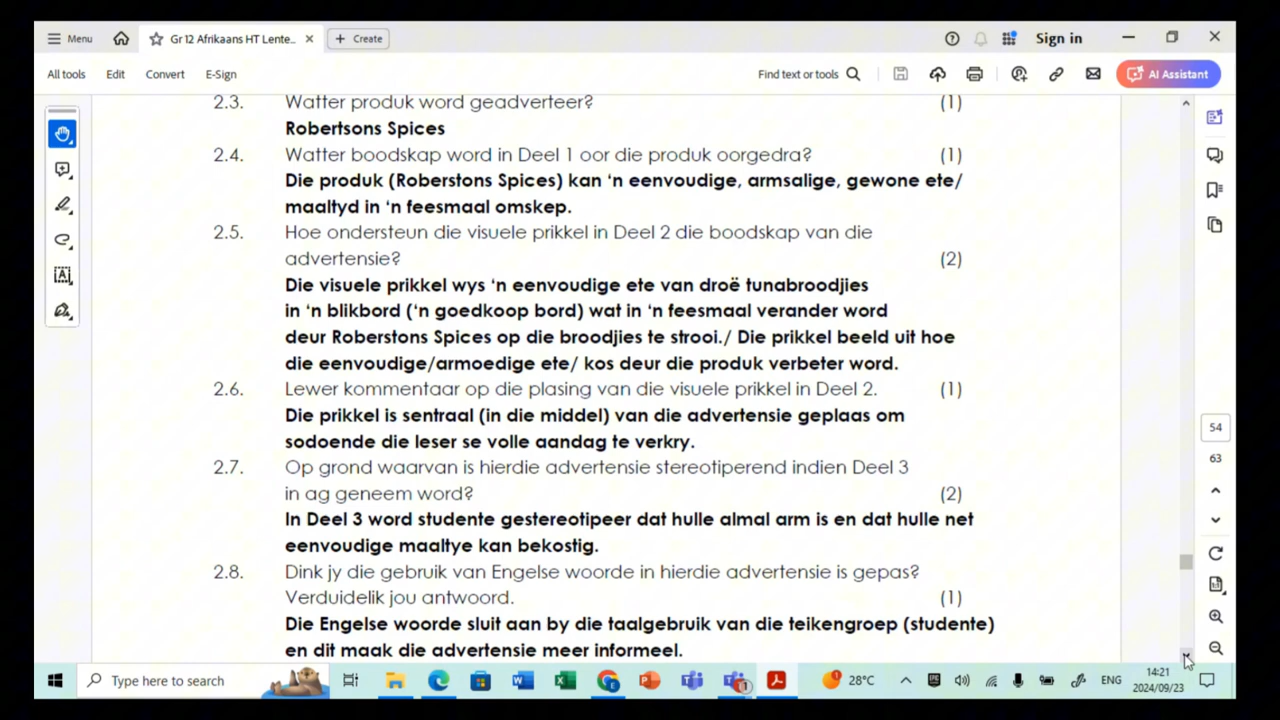 Menu
Gr 12 Afrikaans HT Lente...
Create
Sign in
All tools
Edit
Convert
E-Sign
Find text or tools
AI Assistant
2.3. Watter produk word geadverteer? (1)
Robertsons Spices
2.4. Watter boodskap word in Deel 1 oor die produk oorgedra? (1)
Die produk (Roberstons Spices) kan ‘n eenvoudige, armsalige, gewone ete/
maaltyd in ‘n feesmaal omskep.
2.5. Hoe ondersteun die visuele prikkel in Deel 2 die boodskap van die
advertensie? (2)
Die visuele prikkel wys ‘n eenvoudige ete van droë tunabroodjies
in ‘n blikbord (‘n goedkoop bord) wat in ‘n feesmaal verander word
deur Roberstons Spices op die broodjies te strooi./ Die prikkel beeld uit hoe
die eenvoudige/armoedige ete/ kos deur die produk verbeter word.
2.6. Lewer kommentaar op die plasing van die visuele prikkel in Deel 2. (1)
Die prikkel is sentraal (in die middel) van die advertensie geplaas om
sodoende die leser se volle aandag te verkry.
2.7. Op grond waarvan is hierdie advertensie stereotiperend indien Deel 3
in ag geneem word? (2)
In Deel 3 word studente gestereotipeer dat hulle almal arm is en dat hulle net
eenvoudige maaltye kan bekostig.
2.8. Dink jy die gebruik van Engelse woorde in hierdie advertensie is gepas?
Verduidelik jou antwoord. (1)
Die Engelse woorde sluit aan by die taalgebruik van die teikengroep (studente)
en dit maak die advertensie meer informeel.
54
63
Type here to search
28°C
ENG
14:21
2024/09/23